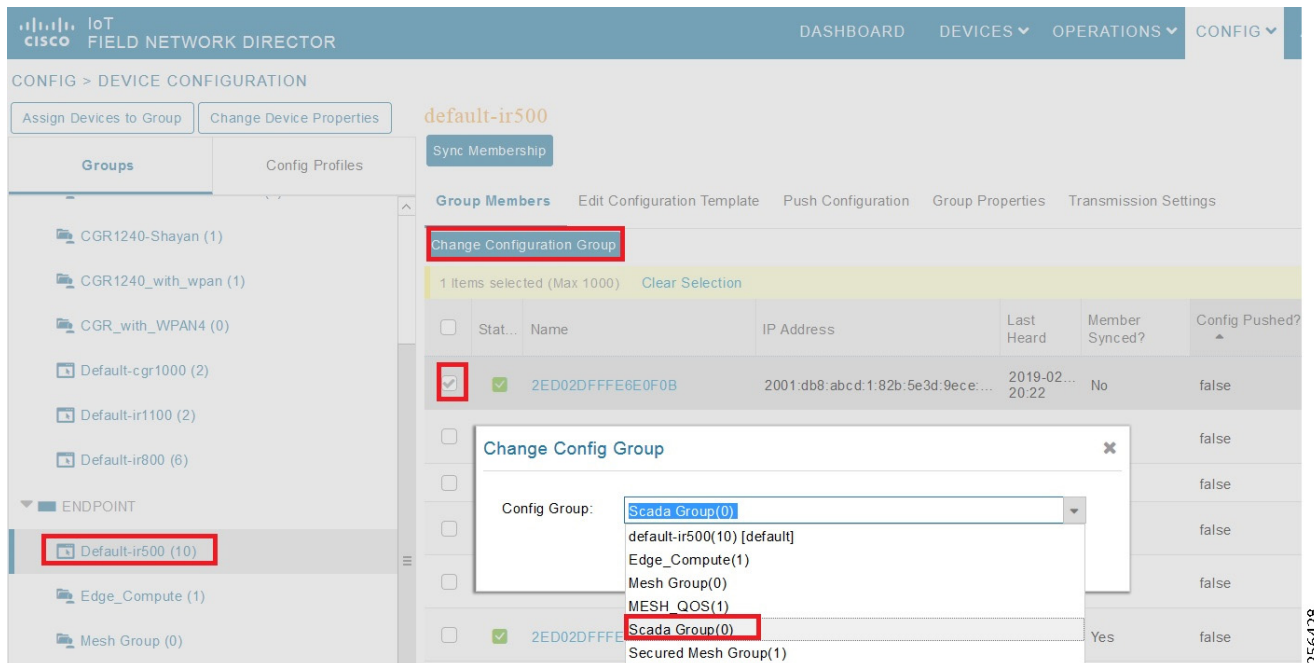 IoT
CISCO FIELD NETWORK DIRECTOR
DASHBOARD DEVICES OPERATIONS CONFIG
CONFIG > DEVICE CONFIGURATION
Assign Devices to Group Change Device Properties
default-ir500
Sync Membership
Groups Config Profiles
Group Members Edit Configuration Template Push Configuration Group Properties Transmission Settings
CGR1240-Shayan (1)
Change Configuration Group
CGR1240_with_wpan (1)
1 Items selected (Max 1000) Clear Selection
CGR_with_WPAN4 (0)
Stat... Name IP Address Last Heard Member Synced? Config Pushed?
Default-cgr1000 (2)
2ED02DFFFE6E0F0B 2001:db8:abcd:1:82b:5e3d:9ece:... 2019-02... 20:22 No false
Default-ir1100 (2)
false
Change Config Group
Default-ir800 (6)
false
ENDPOINT
Config Group: Scada Group(0)
false
default-ir500(10) [default]
Default-ir500 (10)
Edge_Compute(1)
Mesh Group(0)
false
Edge_Compute (1)
MESH_QOS(1)
Scada Group(0)
2ED02DFFFE Yes false
Mesh Group (0)
Secured Mesh Group(1)
256428